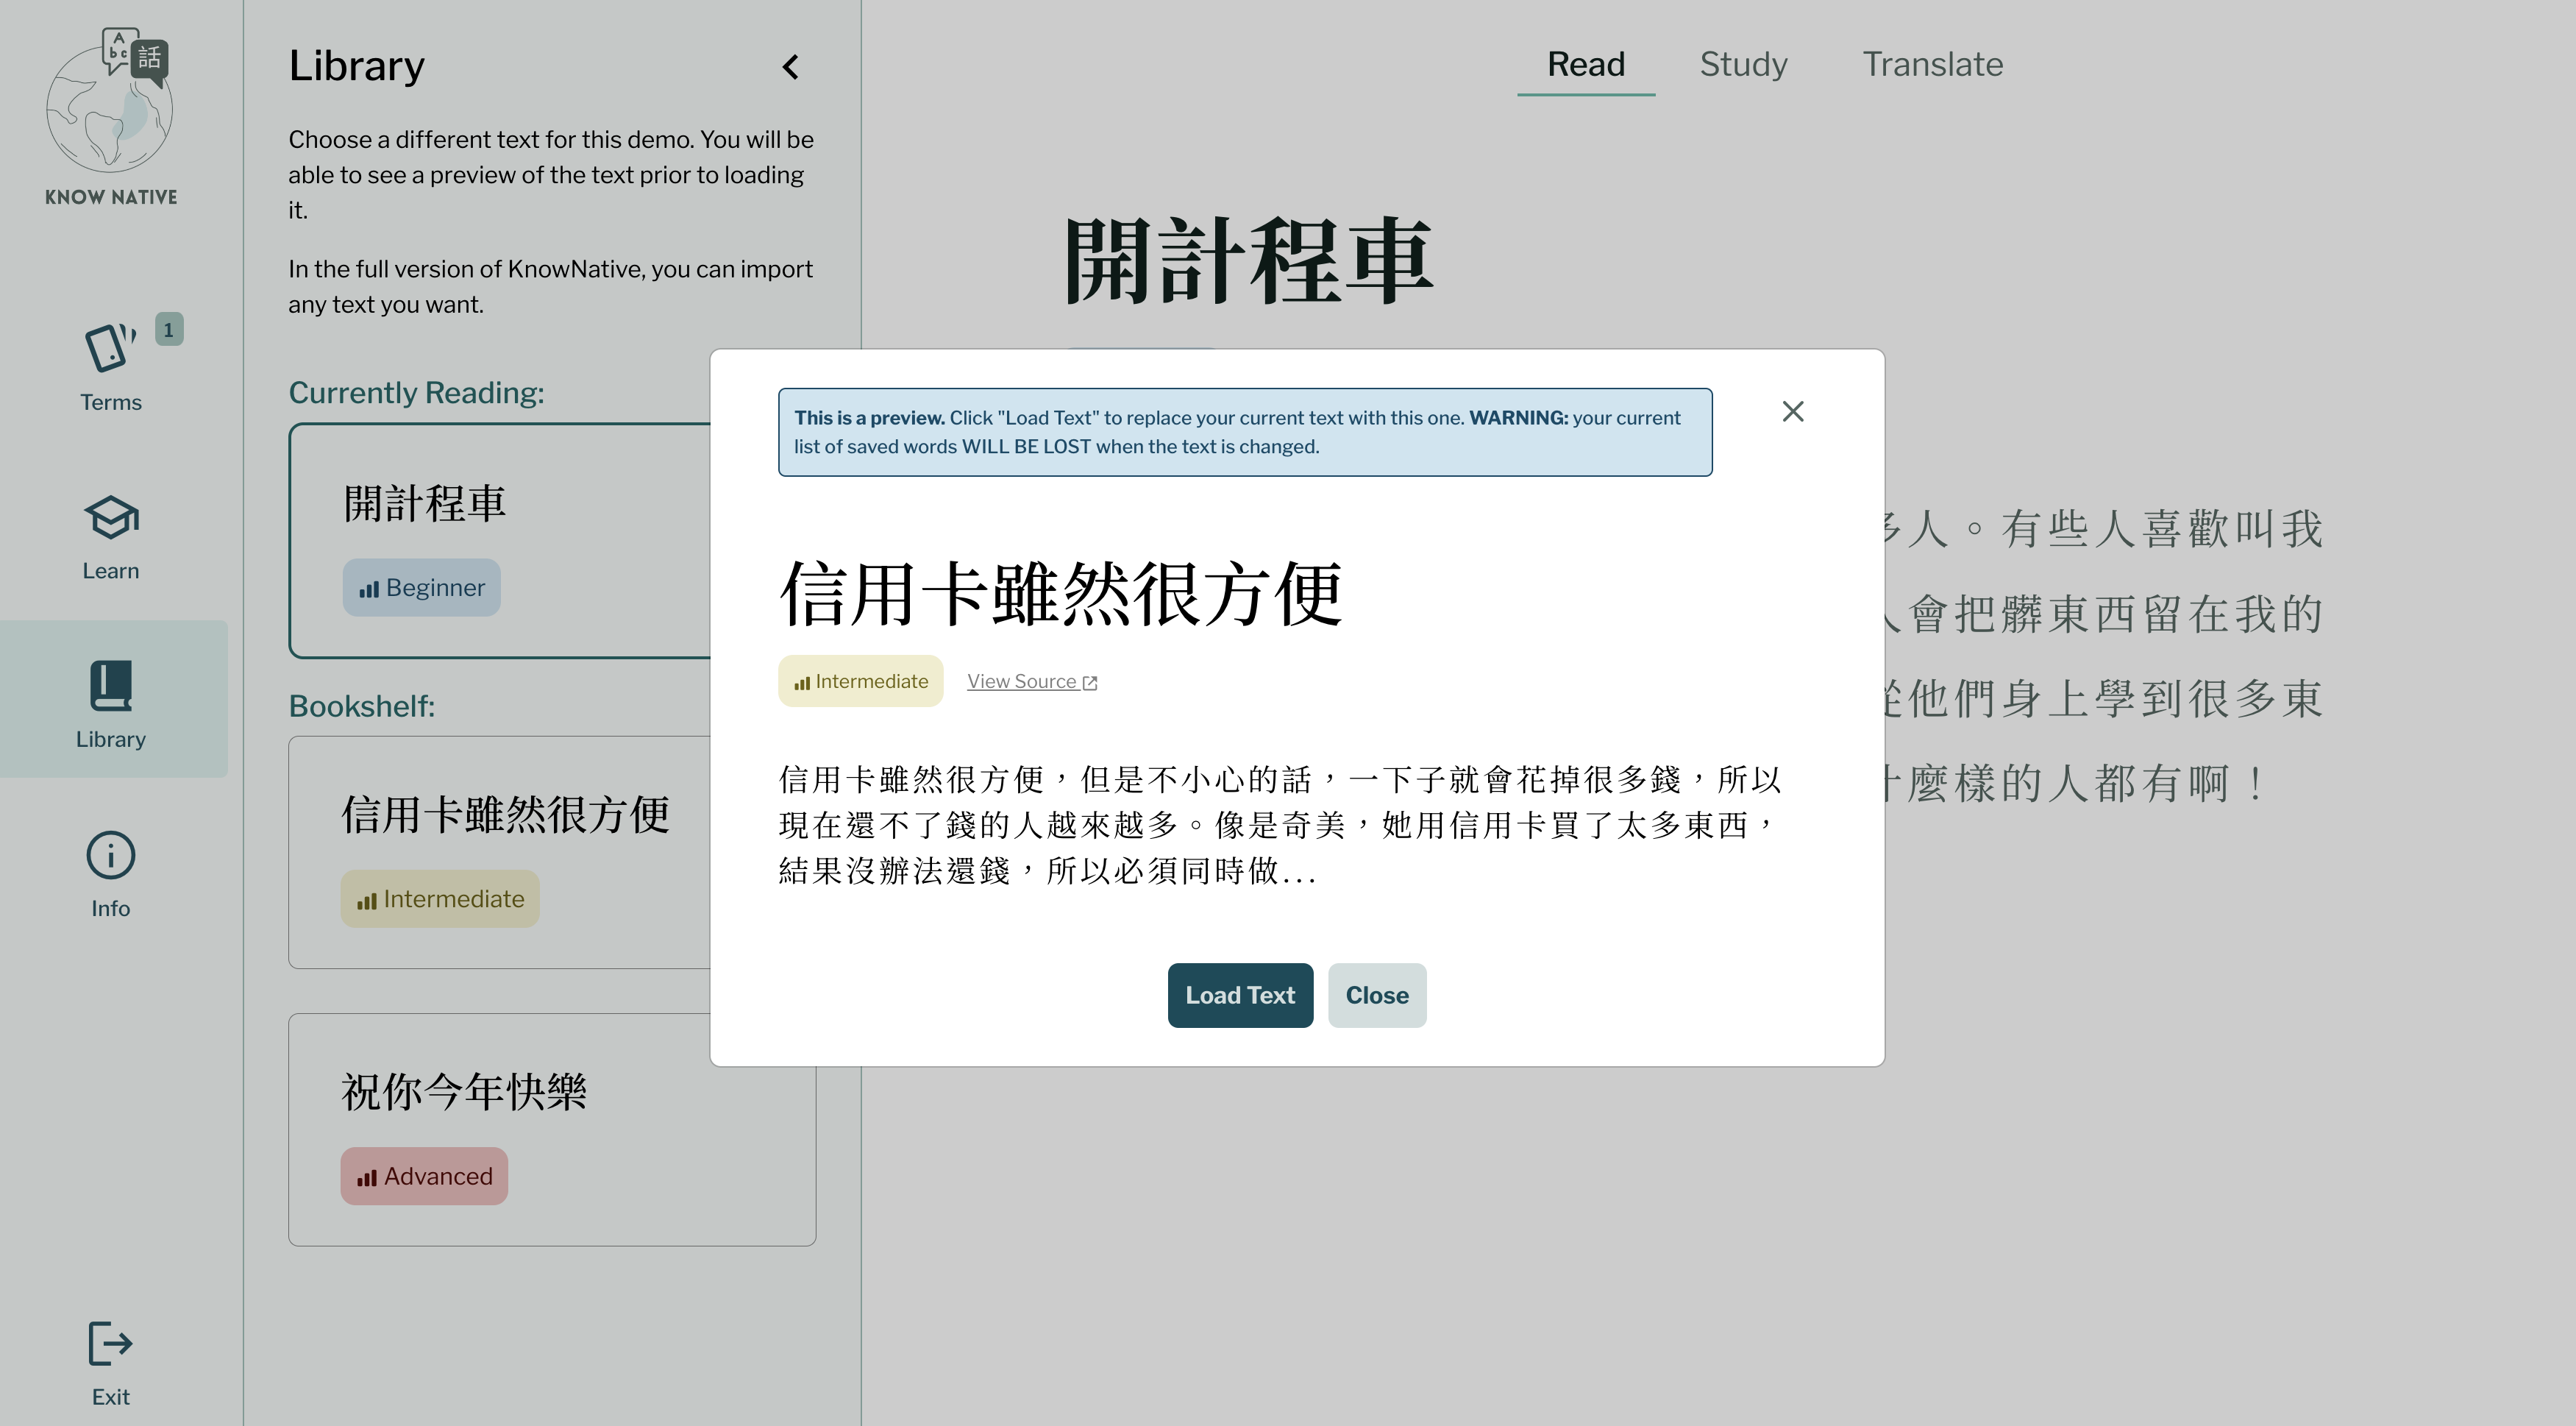 A
bc
話
KNOW NATIVE
1
Terms
Learn
Library
Info
Exit
Library
Choose a different text for this demo. You will be
able to see a preview of the text prior to loading
it.
In the full version of KnowNative, you can import
any text you want.
Currently Reading:
開計程車
Beginner
Bookshelf:
信用卡雖然很方便
Intermediate
祝你今年快樂
Advanced
Read
Study
Translate
開計程車
多人。有些人喜歡叫我
人會把髒東西留在我的
從他們身上學到很多東
什麼樣的人都有啊！
This is a preview. Click "Load Text" to replace your current text with this one. WARNING: your current
list of saved words WILL BE LOST when the text is changed.
信用卡雖然很方便
Intermediate
View Source
信用卡雖然很方便，但是不小心的話，一下子就會花掉很多錢，所以
現在還不了錢的人越來越多。像是奇美，她用信用卡買了太多東西，
結果沒辦法還錢，所以必須同時做...
Load Text
Close